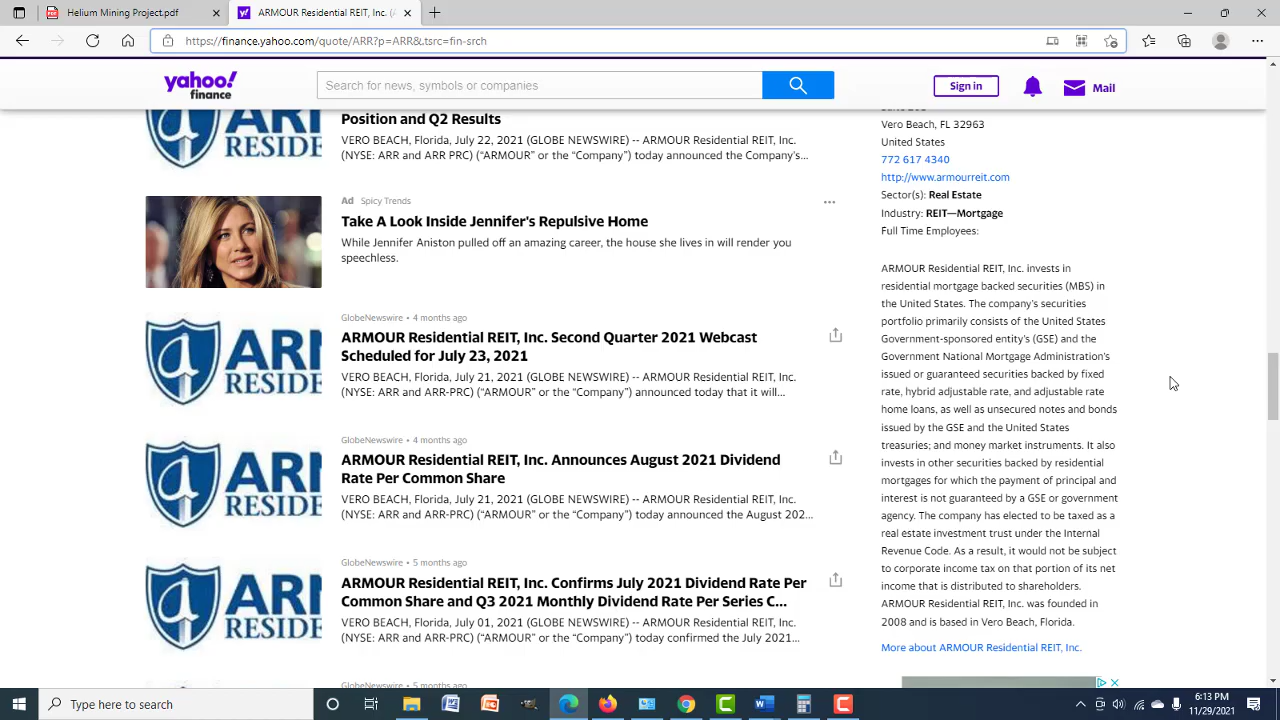 Helium Mining Project
ARMOUR Residential REIT, Inc. (A
https://finance.yahoo.com/quote/ARR?p=ARR&.tsrc=fin-srch
yahoo!
finance
Search for news, symbols or companies
Sign in
Mail
Position and Q2 Results
VERO BEACH, Florida, July 22, 2021 (GLOBE NEWSWIRE) -- ARMOUR Residential REIT, Inc.
(NYSE: ARR and ARR PRC) (“ARMOUR” or the “Company”) today announced the Company's...
RESIDE
Ad Spicy Trends
Take A Look Inside Jennifer's Repulsive Home
While Jennifer Aniston pulled off an amazing career, the house she lives in will render you
speechless.
GlobeNewswire • 4 months ago
ARMOUR Residential REIT, Inc. Second Quarter 2021 Webcast
Scheduled for July 23, 2021
VERO BEACH, Florida, July 21, 2021 (GLOBE NEWSWIRE) -- ARMOUR Residential REIT, Inc.
(NYSE: ARR and ARR-PRC) (“ARMOUR” or the “Company”) announced today that it will...
a ARM
RESIDE
GlobeNewswire • 4 months ago
ARMOUR Residential REIT, Inc. Announces August 2021 Dividend
Rate Per Common Share
VERO BEACH, Florida, July 21, 2021 (GLOBE NEWSWIRE) -- ARMOUR Residential REIT, Inc.
(NYSE: ARR and ARR-PRC) (“ARMOUR” or the “Company”) today announced the August 202...
a ARM
RESIDE
GlobeNewswire • 5 months ago
ARMOUR Residential REIT, Inc. Confirms July 2021 Dividend Rate Per
Common Share and Q3 2021 Monthly Dividend Rate Per Series C...
VERO BEACH, Florida, July 01, 2021 (GLOBE NEWSWIRE) -- ARMOUR Residential REIT, Inc.
(NYSE: ARR and ARR-PRC) (“ARMOUR” or the “Company”) today confirmed the July 2021...
a ARM
RESIDE
GlobeNewswire • 5 months ago
Vero Beach, FL 32963
United States
772 617 4340
http://www.armourreit.com
Sector(s): Real Estate
Industry: REIT—Mortgage
Full Time Employees:
ARMOUR Residential REIT, Inc. invests in
residential mortgage backed securities (MBS) in
the United States. The company's securities
portfolio primarily consists of the United States
Government-sponsored entity's (GSE) and the
Government National Mortgage Administration's
issued or guaranteed securities backed by fixed
rate, hybrid adjustable rate, and adjustable rate
home loans, as well as unsecured notes and bonds
issued by the GSE and the United States
treasuries; and money market instruments. It also
invests in other securities backed by residential
mortgages for which the payment of principal and
interest is not guaranteed by a GSE or government
agency. The company has elected to be taxed as a
real estate investment trust under the Internal
Revenue Code. As a result, it would not be subject
to corporate income tax on that portion of its net
income that is distributed to shareholders.
ARMOUR Residential REIT, Inc. was founded in
2008 and is based in Vero Beach, Florida.
More about ARMOUR Residential REIT, Inc.
Type here to search
6:13 PM
11/29/2021